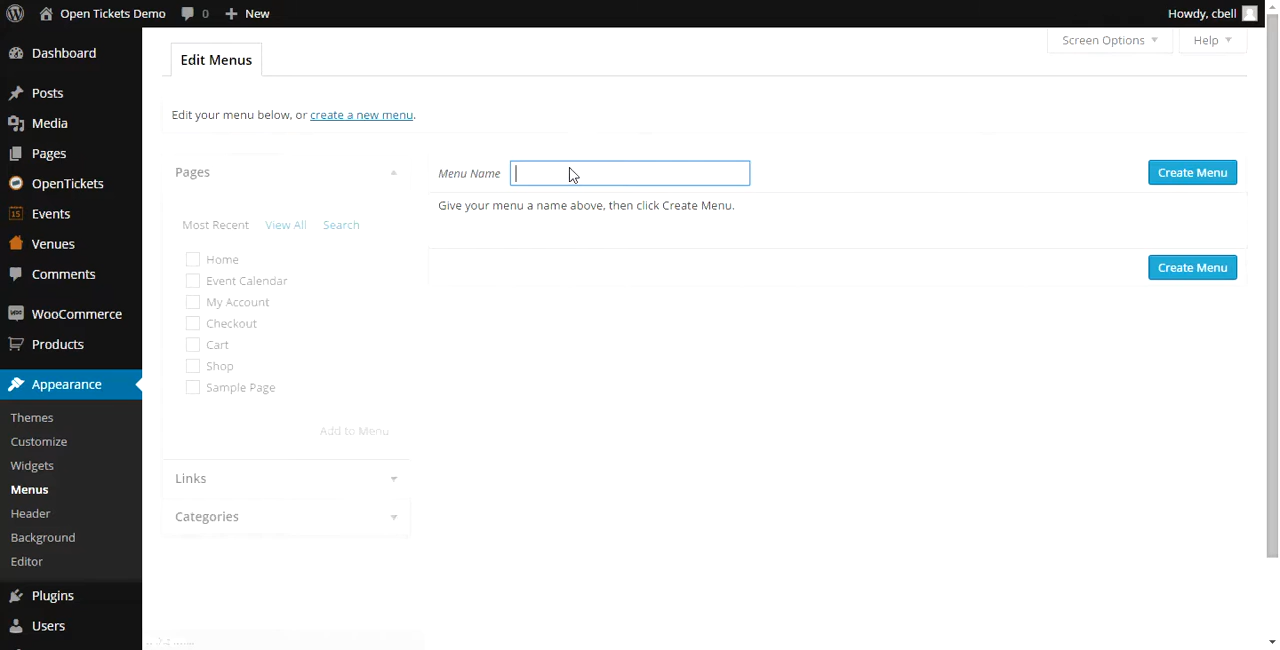 Open Tickets Demo
0
New
Howdy, cbell
Dashboard
Posts
Media
Pages
OpenTickets
15
Events
Venues
Comments
Woo
WooCommerce
Products
Appearance
Themes
Customize
Widgets
Menus
Header
Background
Editor
Plugins
Users
Screen Options
Help
Edit Menus
Edit your menu below, or create a new menu.
Pages
Most Recent
View All
Search
Home
Event Calendar
My Account
Checkout
Cart
Shop
Sample Page
Add to Menu
Links
Categories
Menu Name
Create Menu
Give your menu a name above, then click Create Menu.
Create Menu